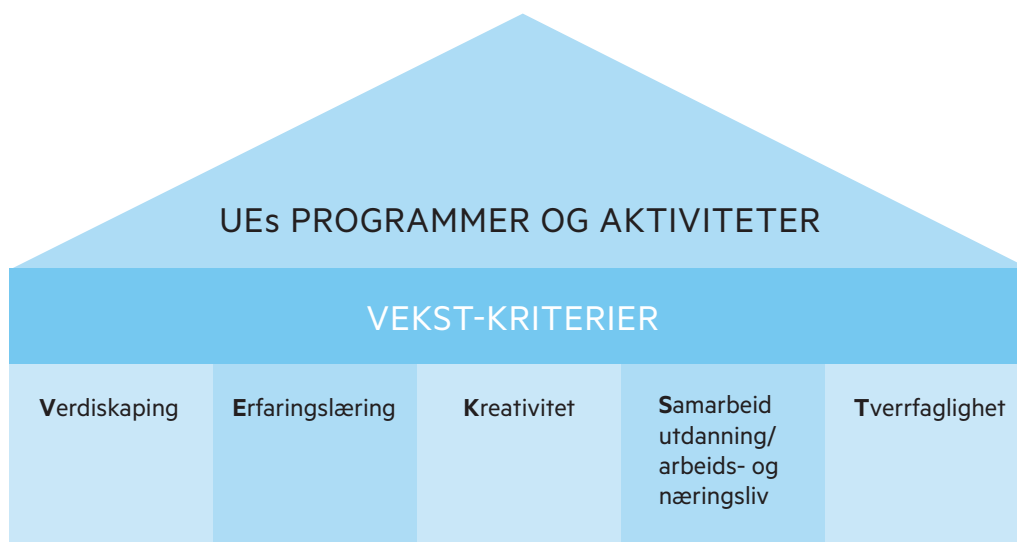 UEs PROGRAMMER OG AKTIVITETER
VEKST-KRITERIER
Verdiskaping
Erfaringslæring
Kreativitet
Samarbeid
utdanning/
arbeids- og
næringsliv
Tverrfaglighet